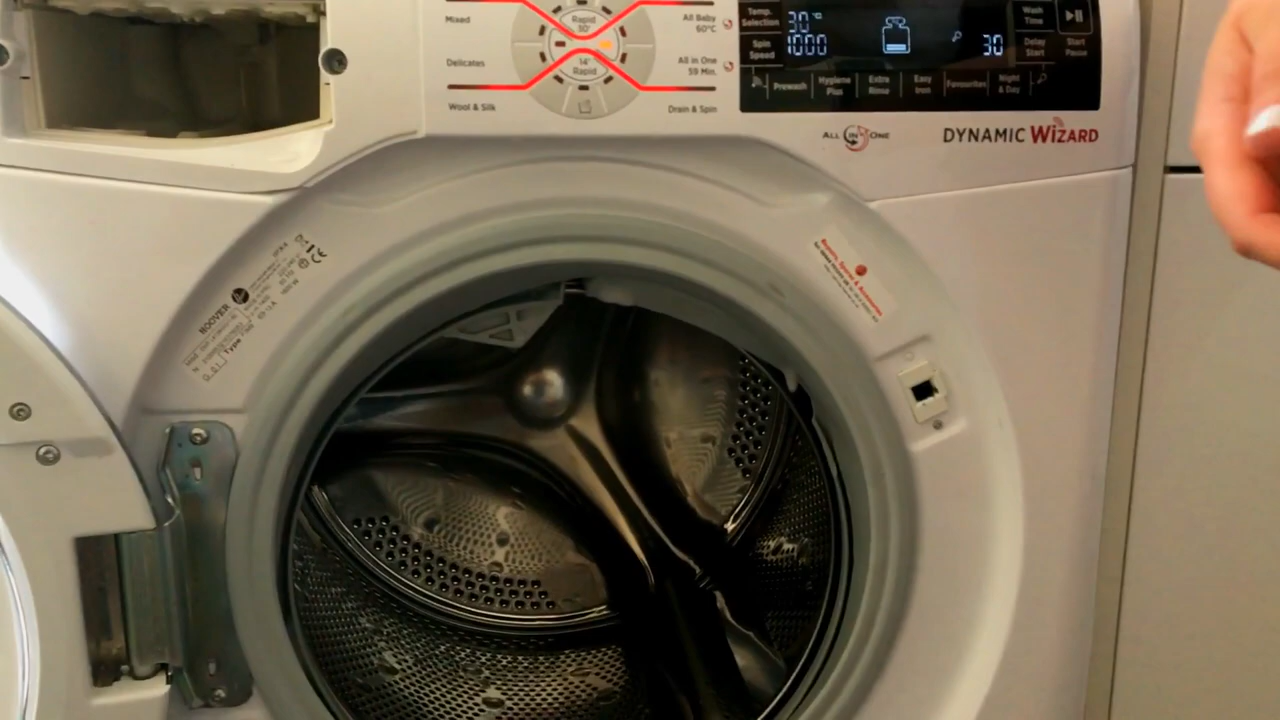 Mixed
Delicates
Wool & Silk
Rapid
30'
14'
Rapid
All Baby
60°C
All in One
59 Min.
Drain & Spin
Temp.
Selection
Spin
Speed
30°C
1000
30
Wash
Time
Delay
Start
Start
Pause
Prewash
Hygiene
Plus
Extra
Rinse
Easy
Iron
Favourites
Night
& Day
ALL IN ONE
DYNAMIC WiZARD
HOOVER
CE
Type